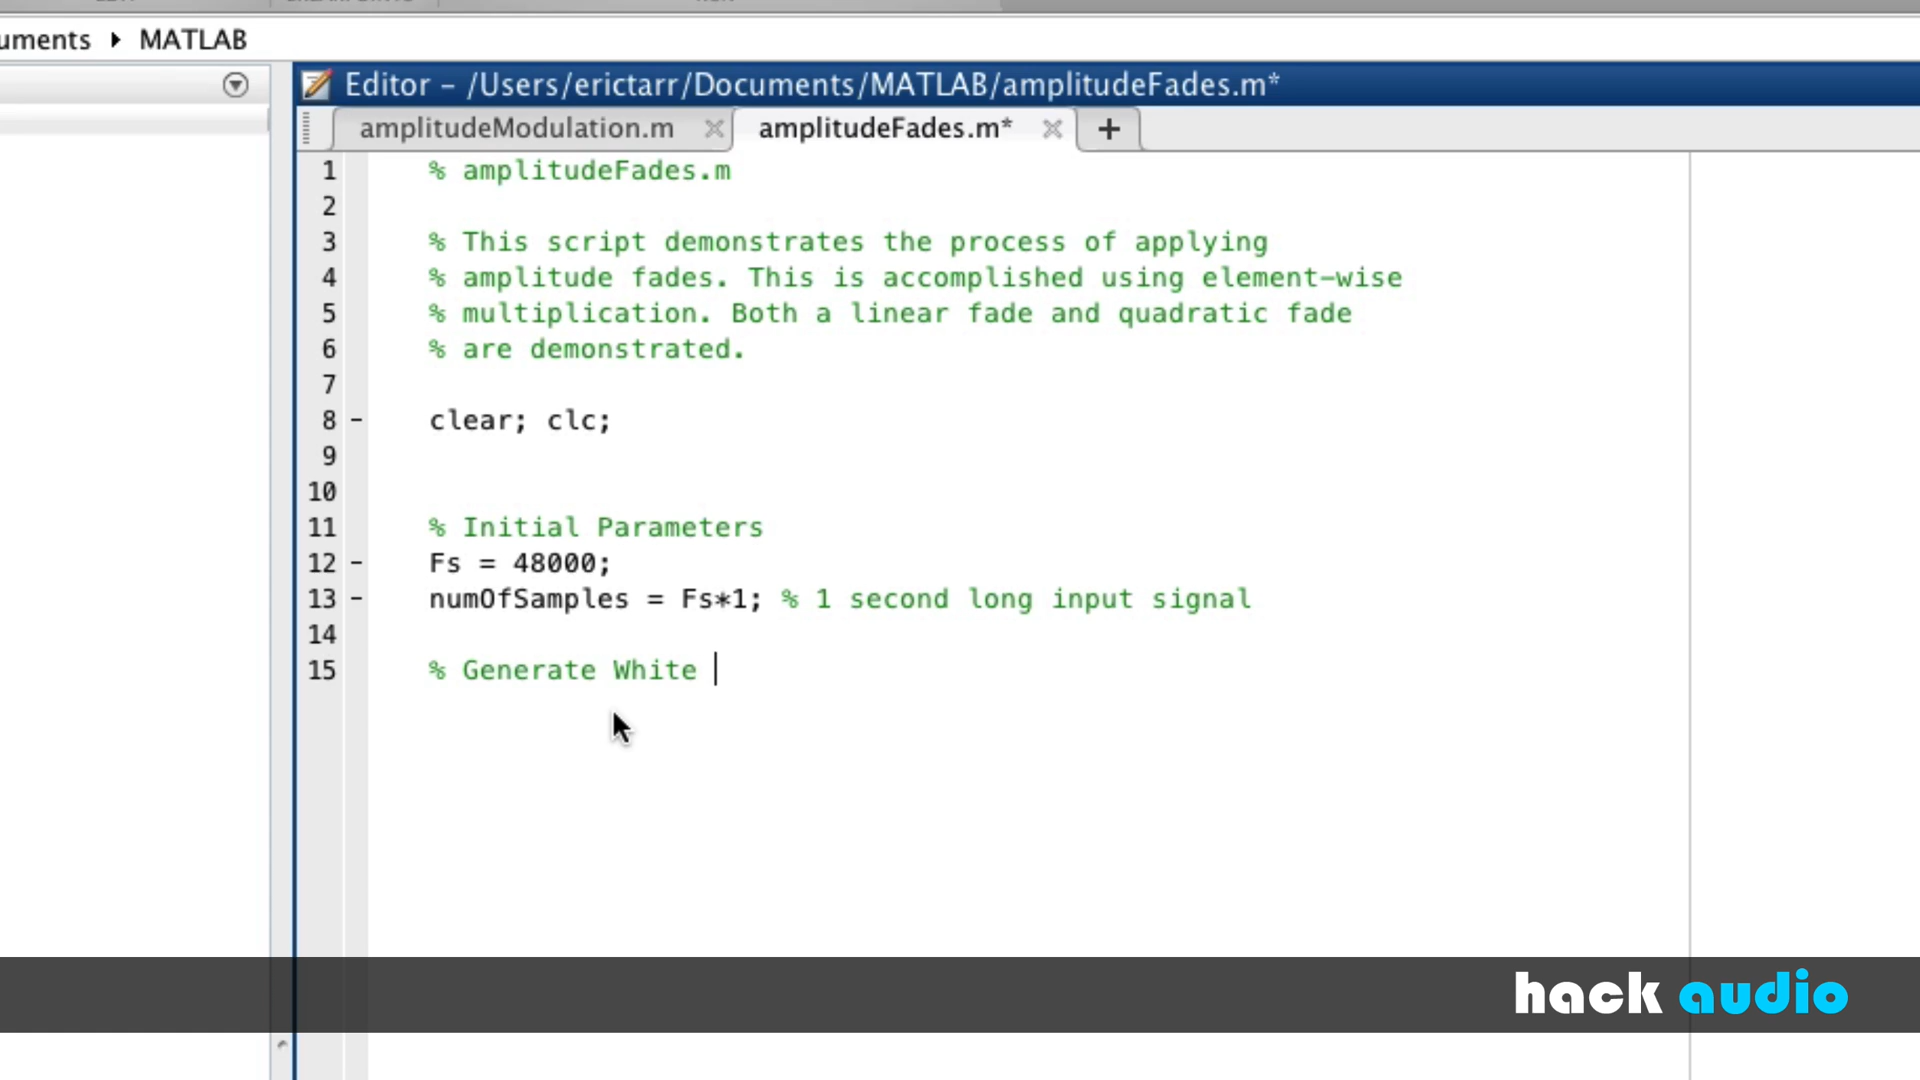 uments ▸ MATLAB
Editor – /Users/erictarr/Documents/MATLAB/amplitudeFades.m*
amplitudeModulation.m amplitudeFades.m* +
1 % amplitudeFades.m
2
3 % This script demonstrates the process of applying
4 % amplitude fades. This is accomplished using element-wise
5 % multiplication. Both a linear fade and quadratic fade
6 % are demonstrated.
7
8 - clear; clc;
9
10
11 % Initial Parameters
12 - Fs = 48000;
13 - numOfSamples = Fs*1; % 1 second long input signal
14
15 % Generate White
hack audio